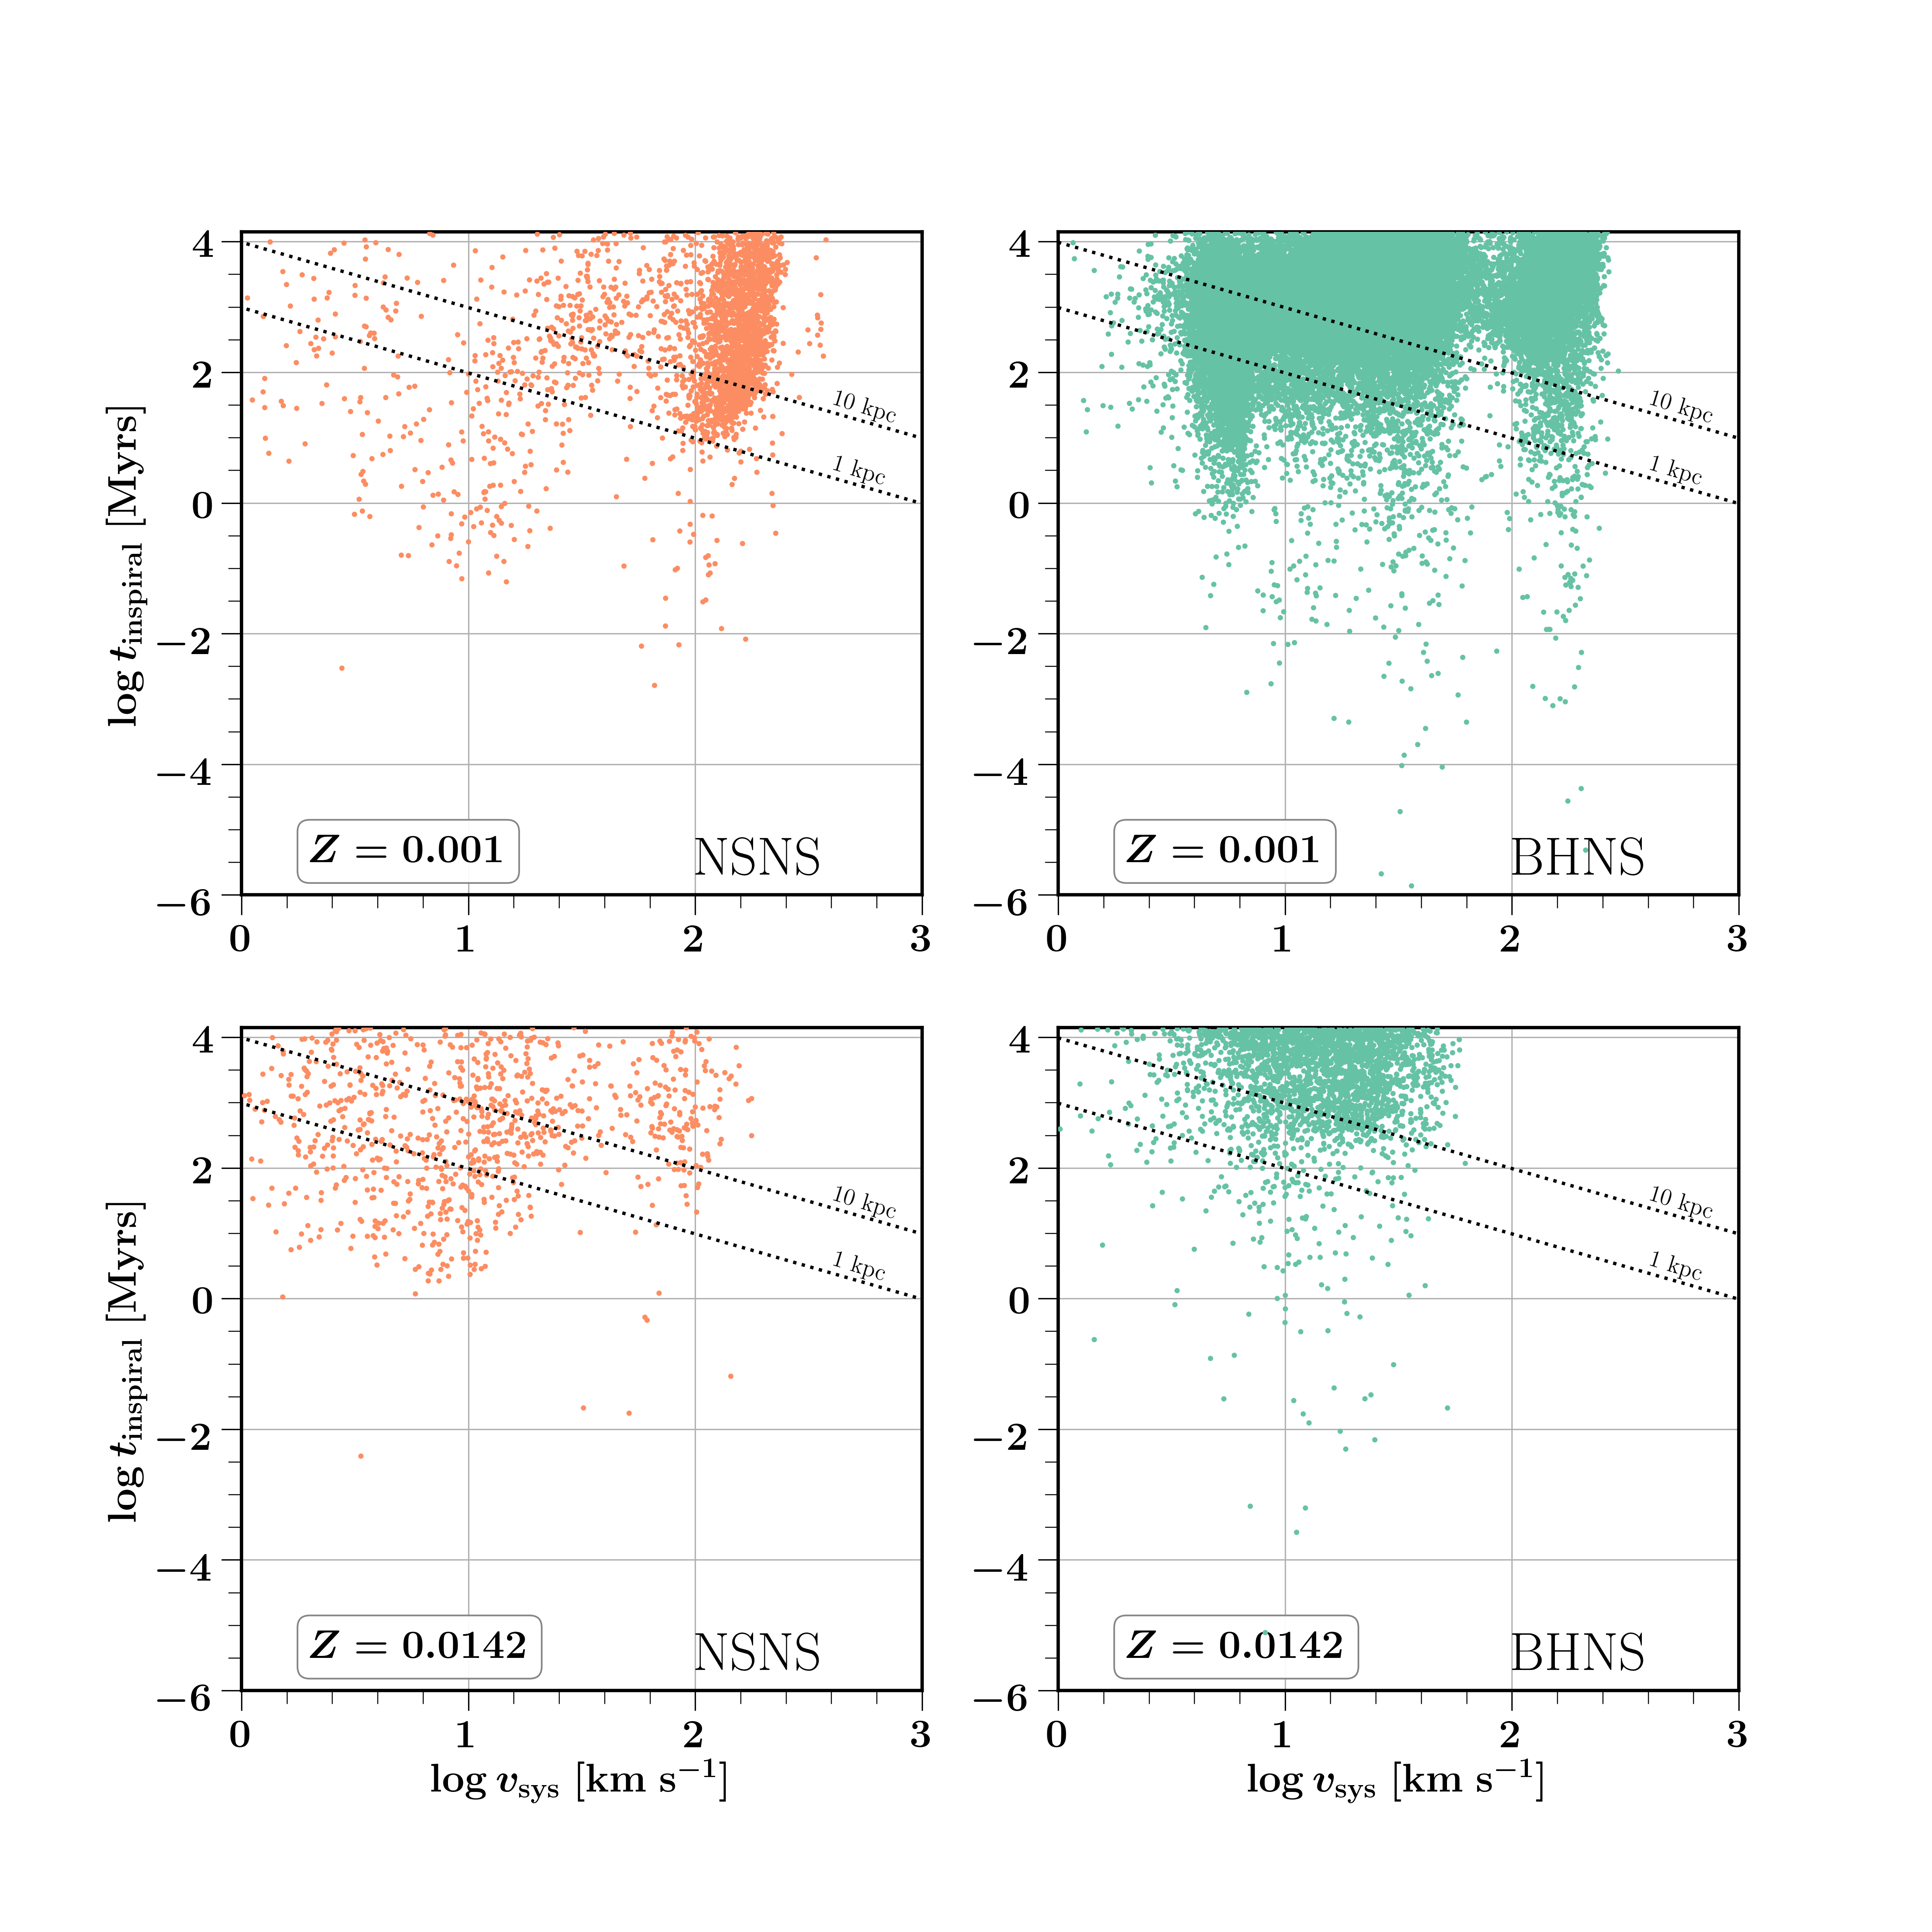 4
2
0
−2
−4
−6
log t_inspiral [Myrs]
10 kpc
1 kpc
Z = 0.001
NSNS
0 1 2 3
4
2
0
−2
−4
−6
10 kpc
1 kpc
Z = 0.001
BHNS
0 1 2 3
4
2
0
−2
−4
−6
log t_inspiral [Myrs]
10 kpc
1 kpc
Z = 0.0142
NSNS
0 1 2 3
log v_sys [km s⁻¹]
4
2
0
−2
−4
−6
10 kpc
1 kpc
Z = 0.0142
BHNS
0 1 2 3
log v_sys [km s⁻¹]